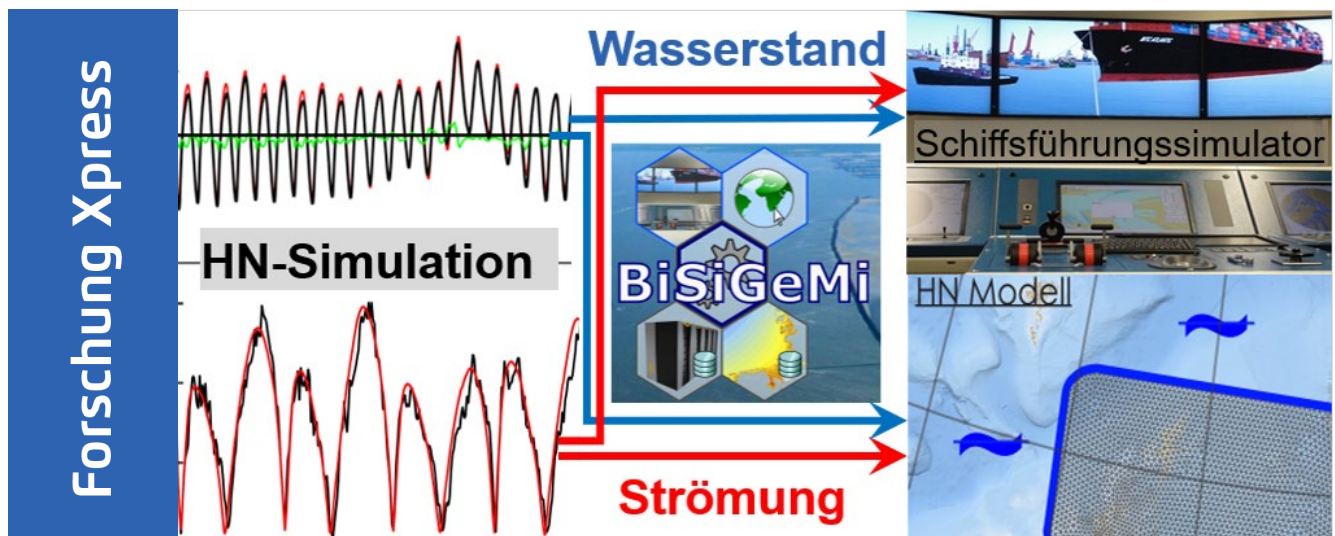 Forschung Xpress
HN-Simulation
Wasserstand
BiSiGeMi
Strömung
Schiffsführungssimulator
HN Modell